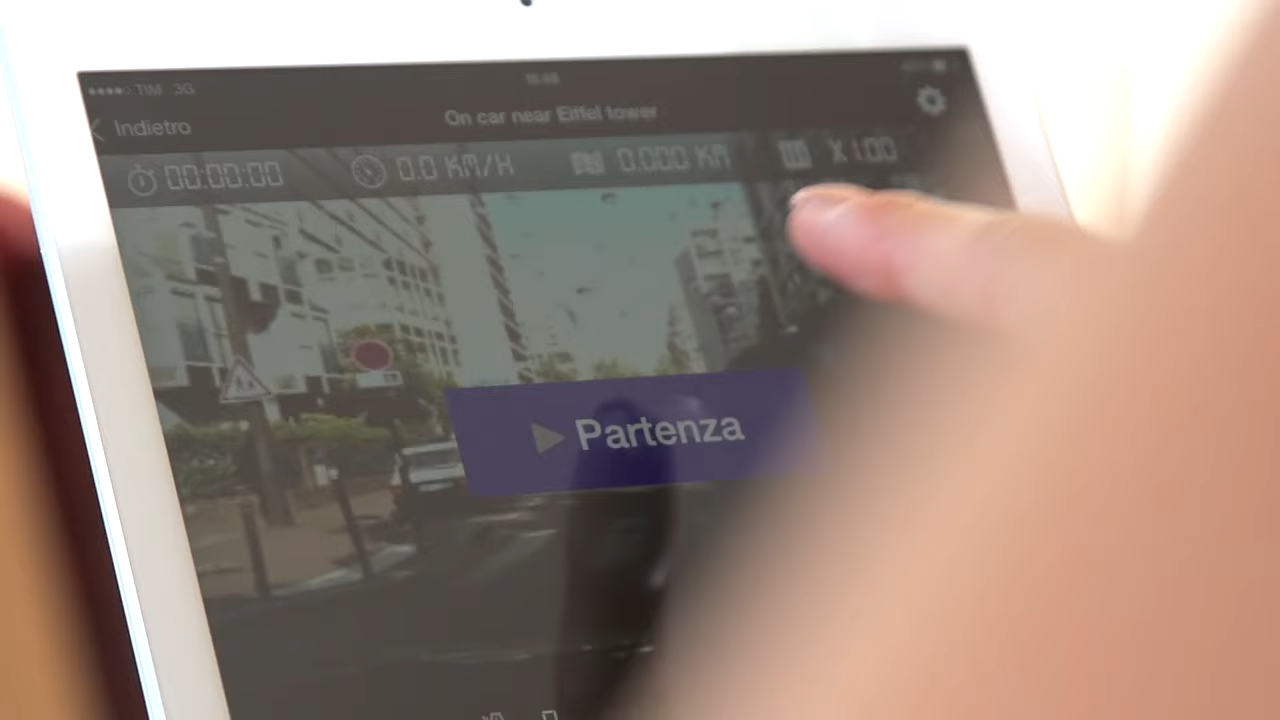 TIM 3G
Indietro
On car near Eiffel tower
00:00:00 0.0 KM/H 0.000 KM X 1.00
Partenza